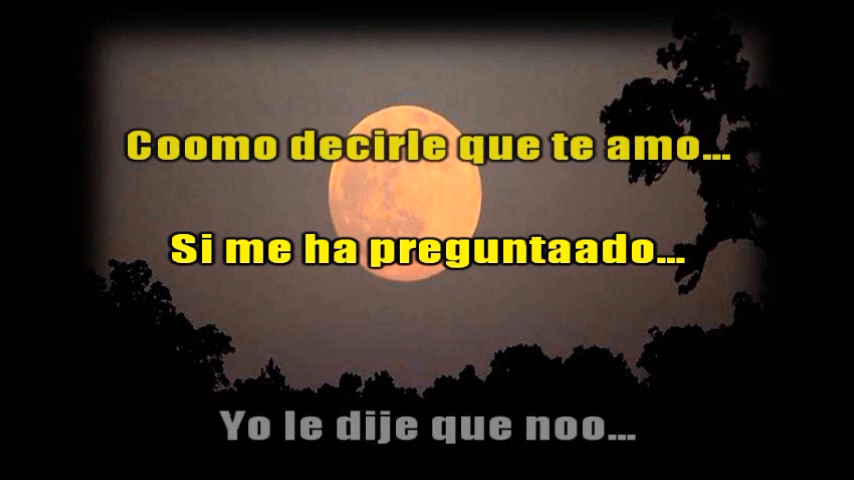 Coomo decirle que te amo...
Si me ha preguntaado...
Yo le dije que noo...